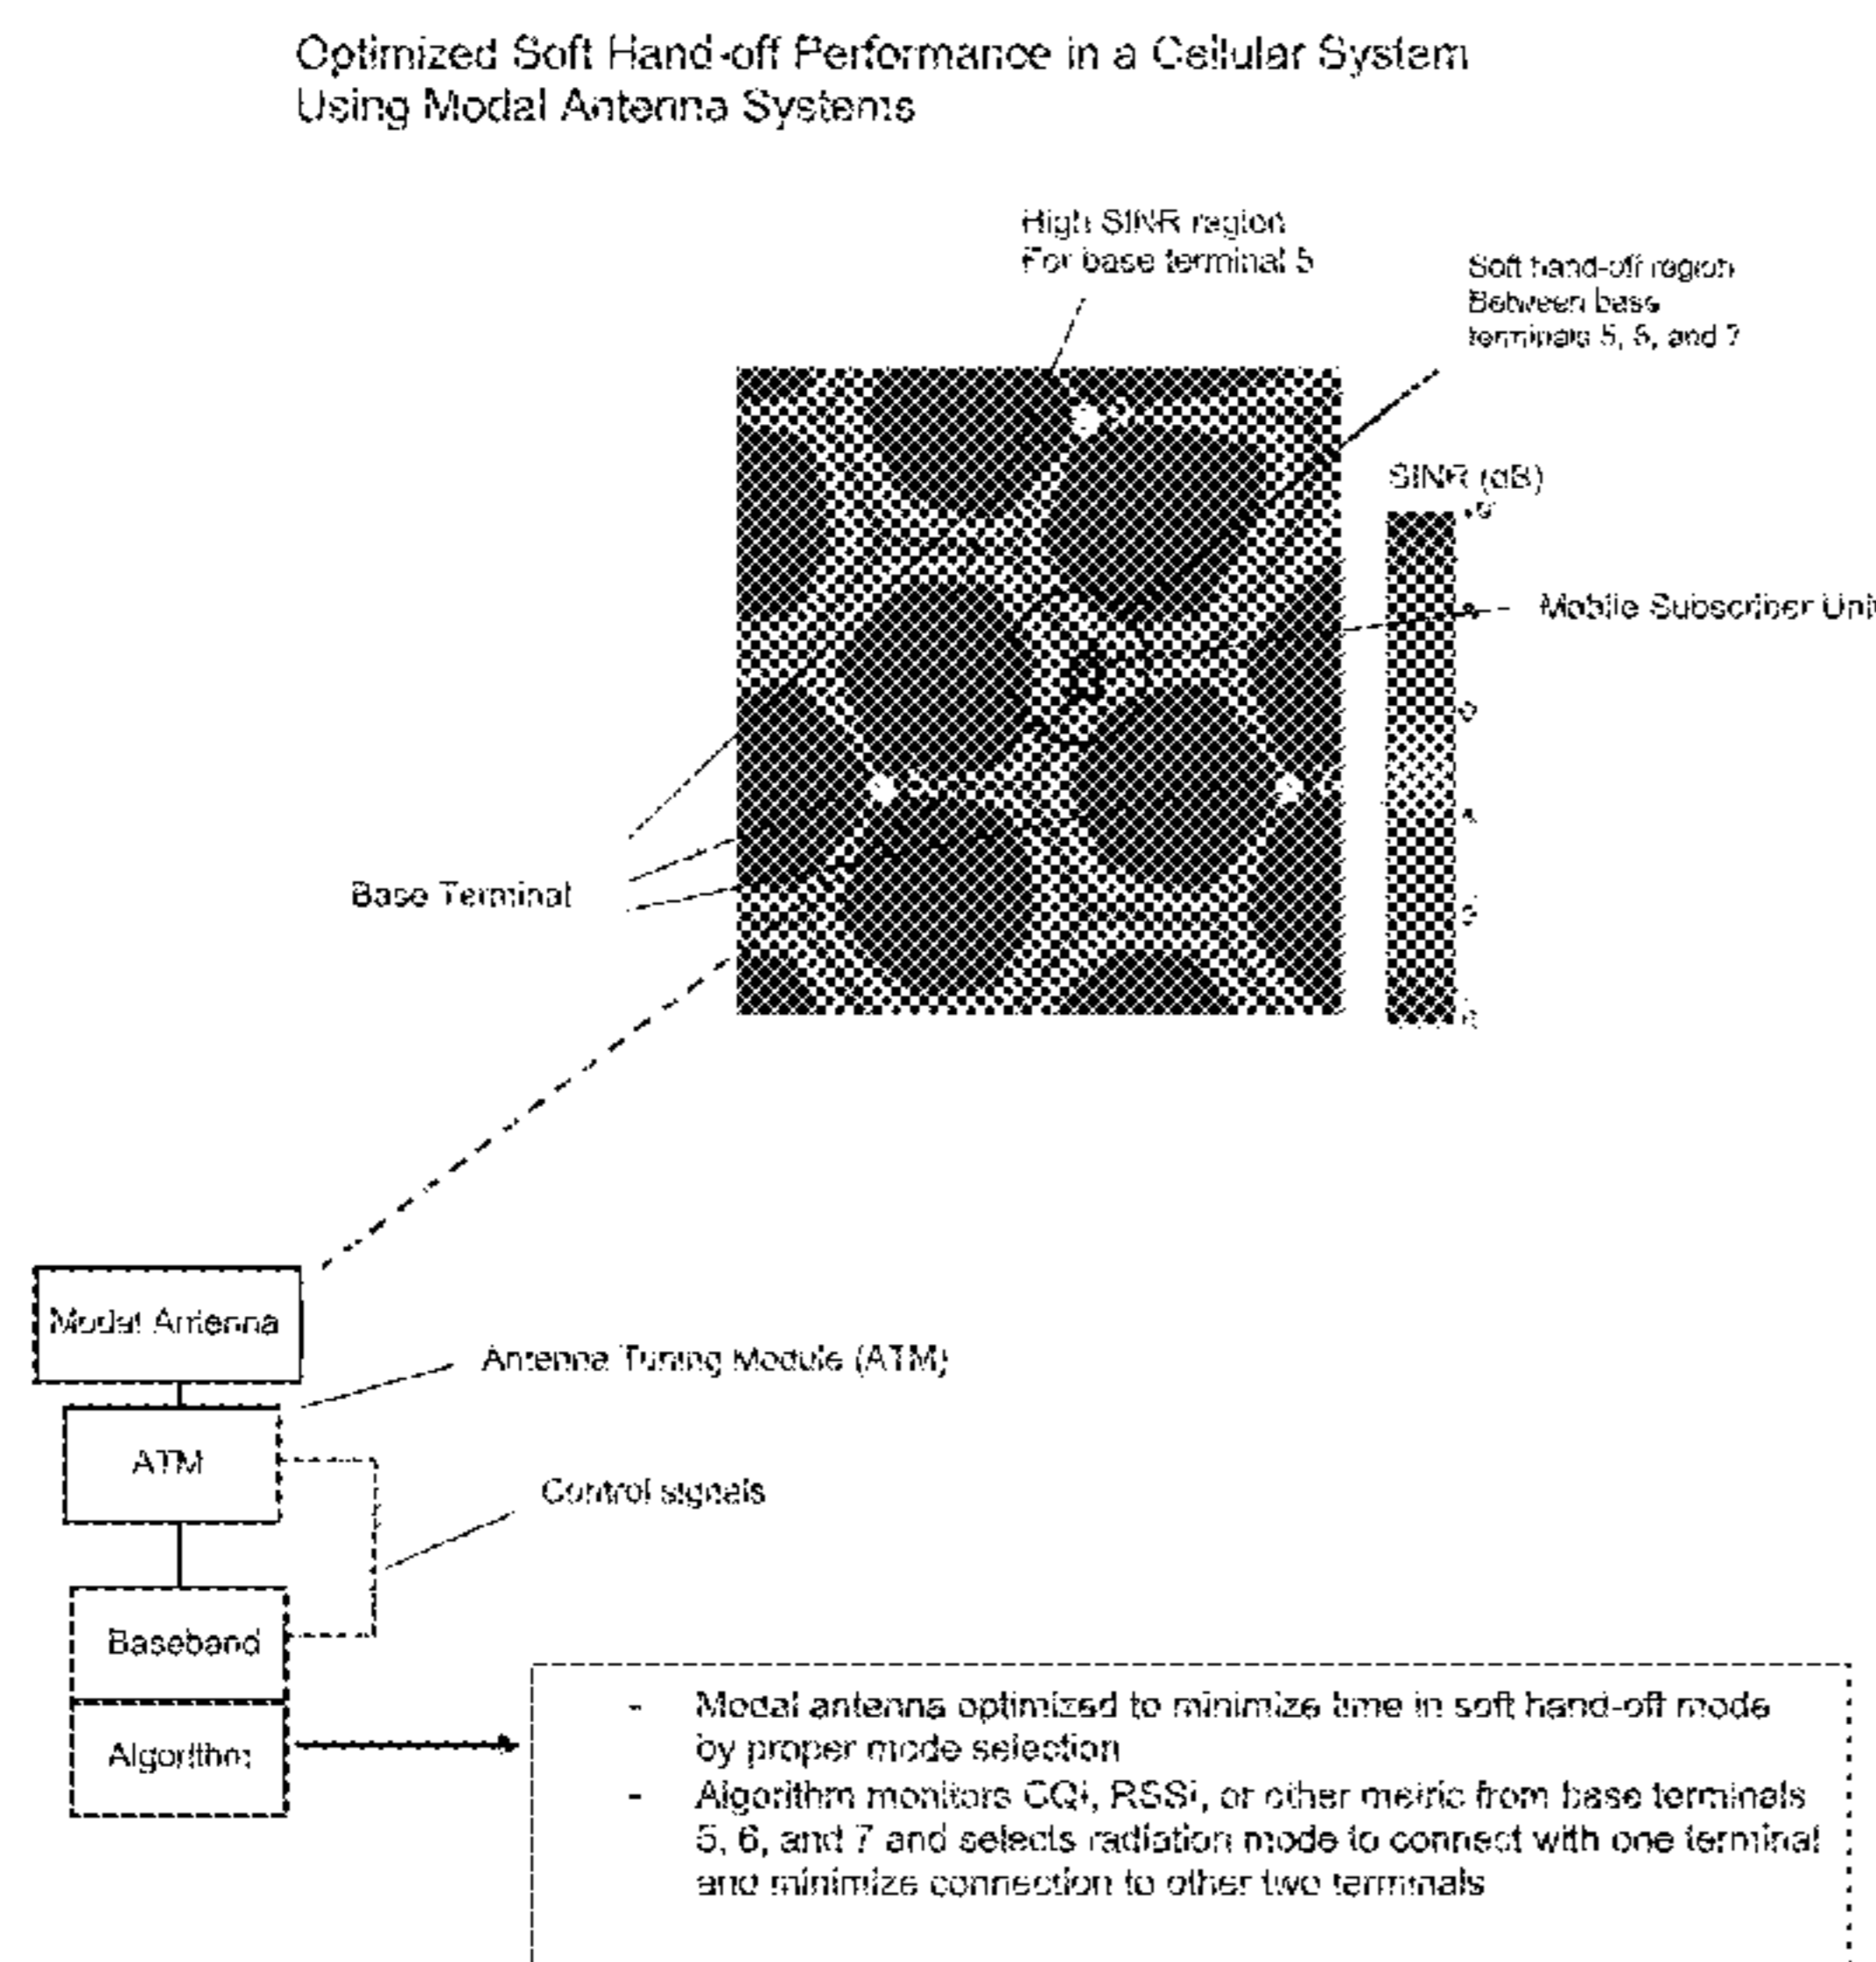 Optimized Soft Hand-off Performance in a Cellular System
Using Modal Antenna Systems
High SINR region
For base terminal 5
Soft hand-off region
Between base
terminals 5, 6, and 7
SINR (dB)
Mobile Subscriber Uni
Base Terminal
Modal Antenna
Antenna Tuning Module (ATM)
ATM
Control signals
Baseband
Algorithm
- Modal antenna optimized to minimize time in soft hand-off mode
by proper mode selection
- Algorithm monitors CQI, RSSI, or other metric from base terminals
5, 6, and 7 and selects radiation mode to connect with one terminal
and minimize connection to other two terminals